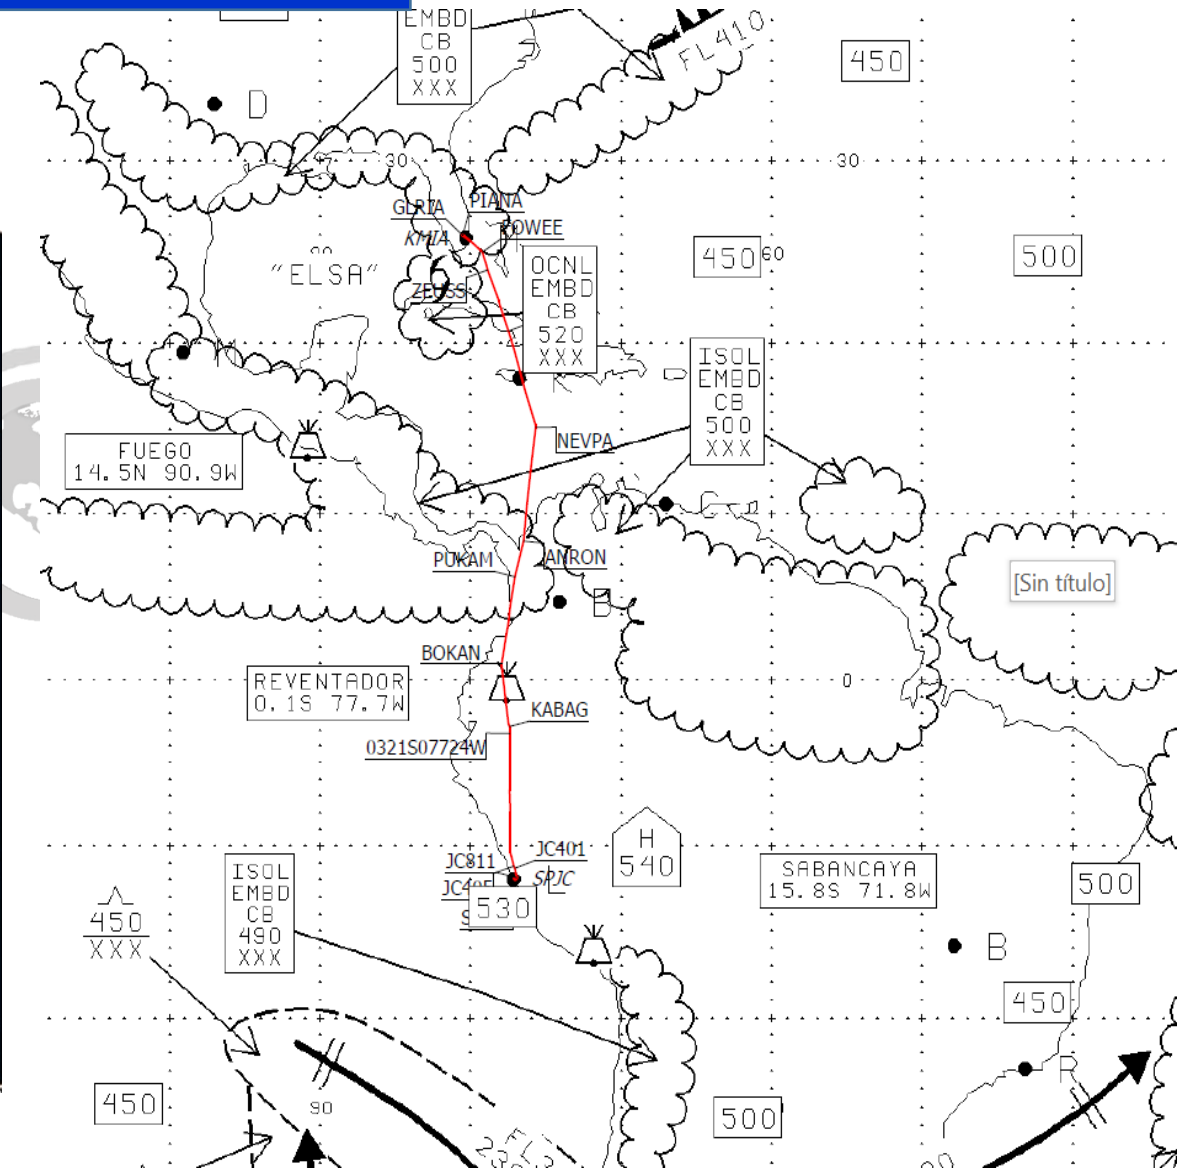 EMBD
CB
500
XXX
FL410
450
D
30
30
GLRIA
PIANA
KMIA
FOWEE
"ELSA"
ZEUSS
OCNL
EMBD
CB
520
XXX
450
60
500
M
K
ISOL
EMBD
CB
500
XXX
FUEGO
14.5N 90.9W
NEVPA
C
PUKAM
ANRON
[Sin título]
B
BOKAN
REVENTADOR
0.1S 77.7W
0
KABAG
0321S07724W
H
540
JC811
JC401
SPJC
530
ISOL
EMBD
CB
490
XXX
SABANCAYA
15.8S 71.8W
500
450
XXX
B
450
R
450
90
500